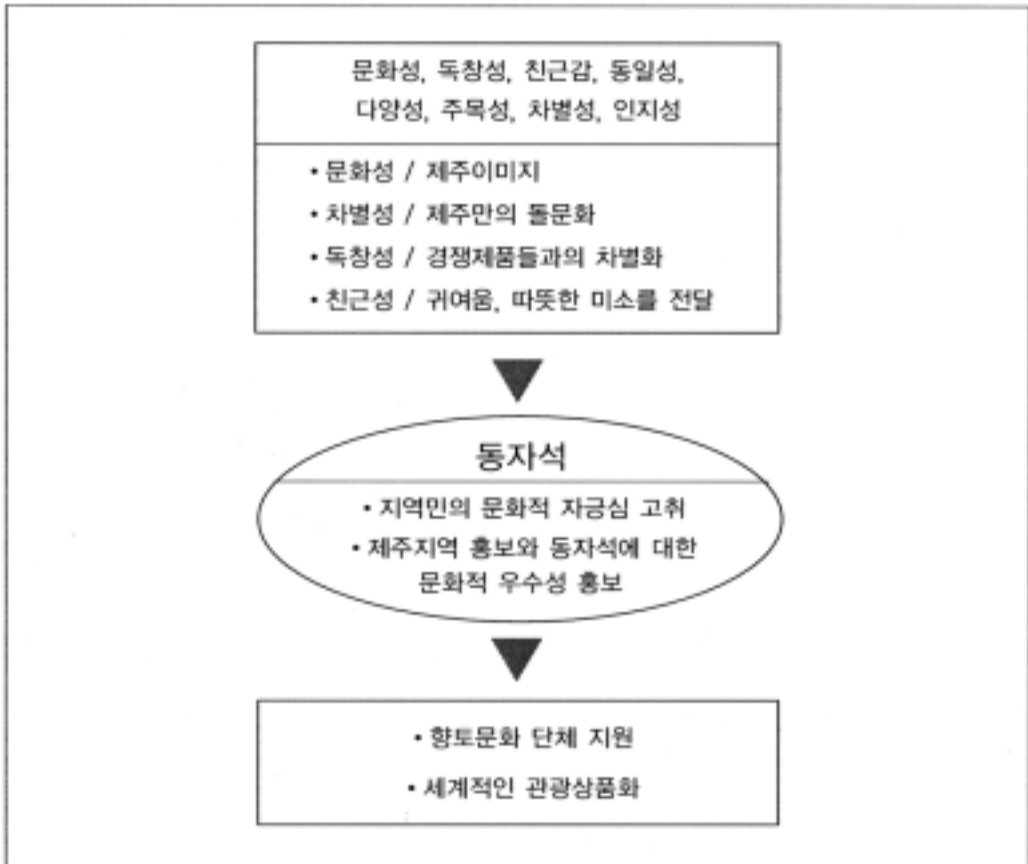 문화성, 독창성, 친근감, 동일성,
다양성, 주목성, 차별성, 인지성
• 문화성 / 제주이미지
• 차별성 / 제주만의 돌문화
• 독창성 / 경쟁제품들과의 차별화
• 친근성 / 귀여움, 따뜻한 미소를 전달
동자석
• 지역민의 문화적 자긍심 고취
• 제주지역 홍보와 동자석에 대한
문화적 우수성 홍보
• 향토문화 단체 지원
• 세계적인 관광상품화